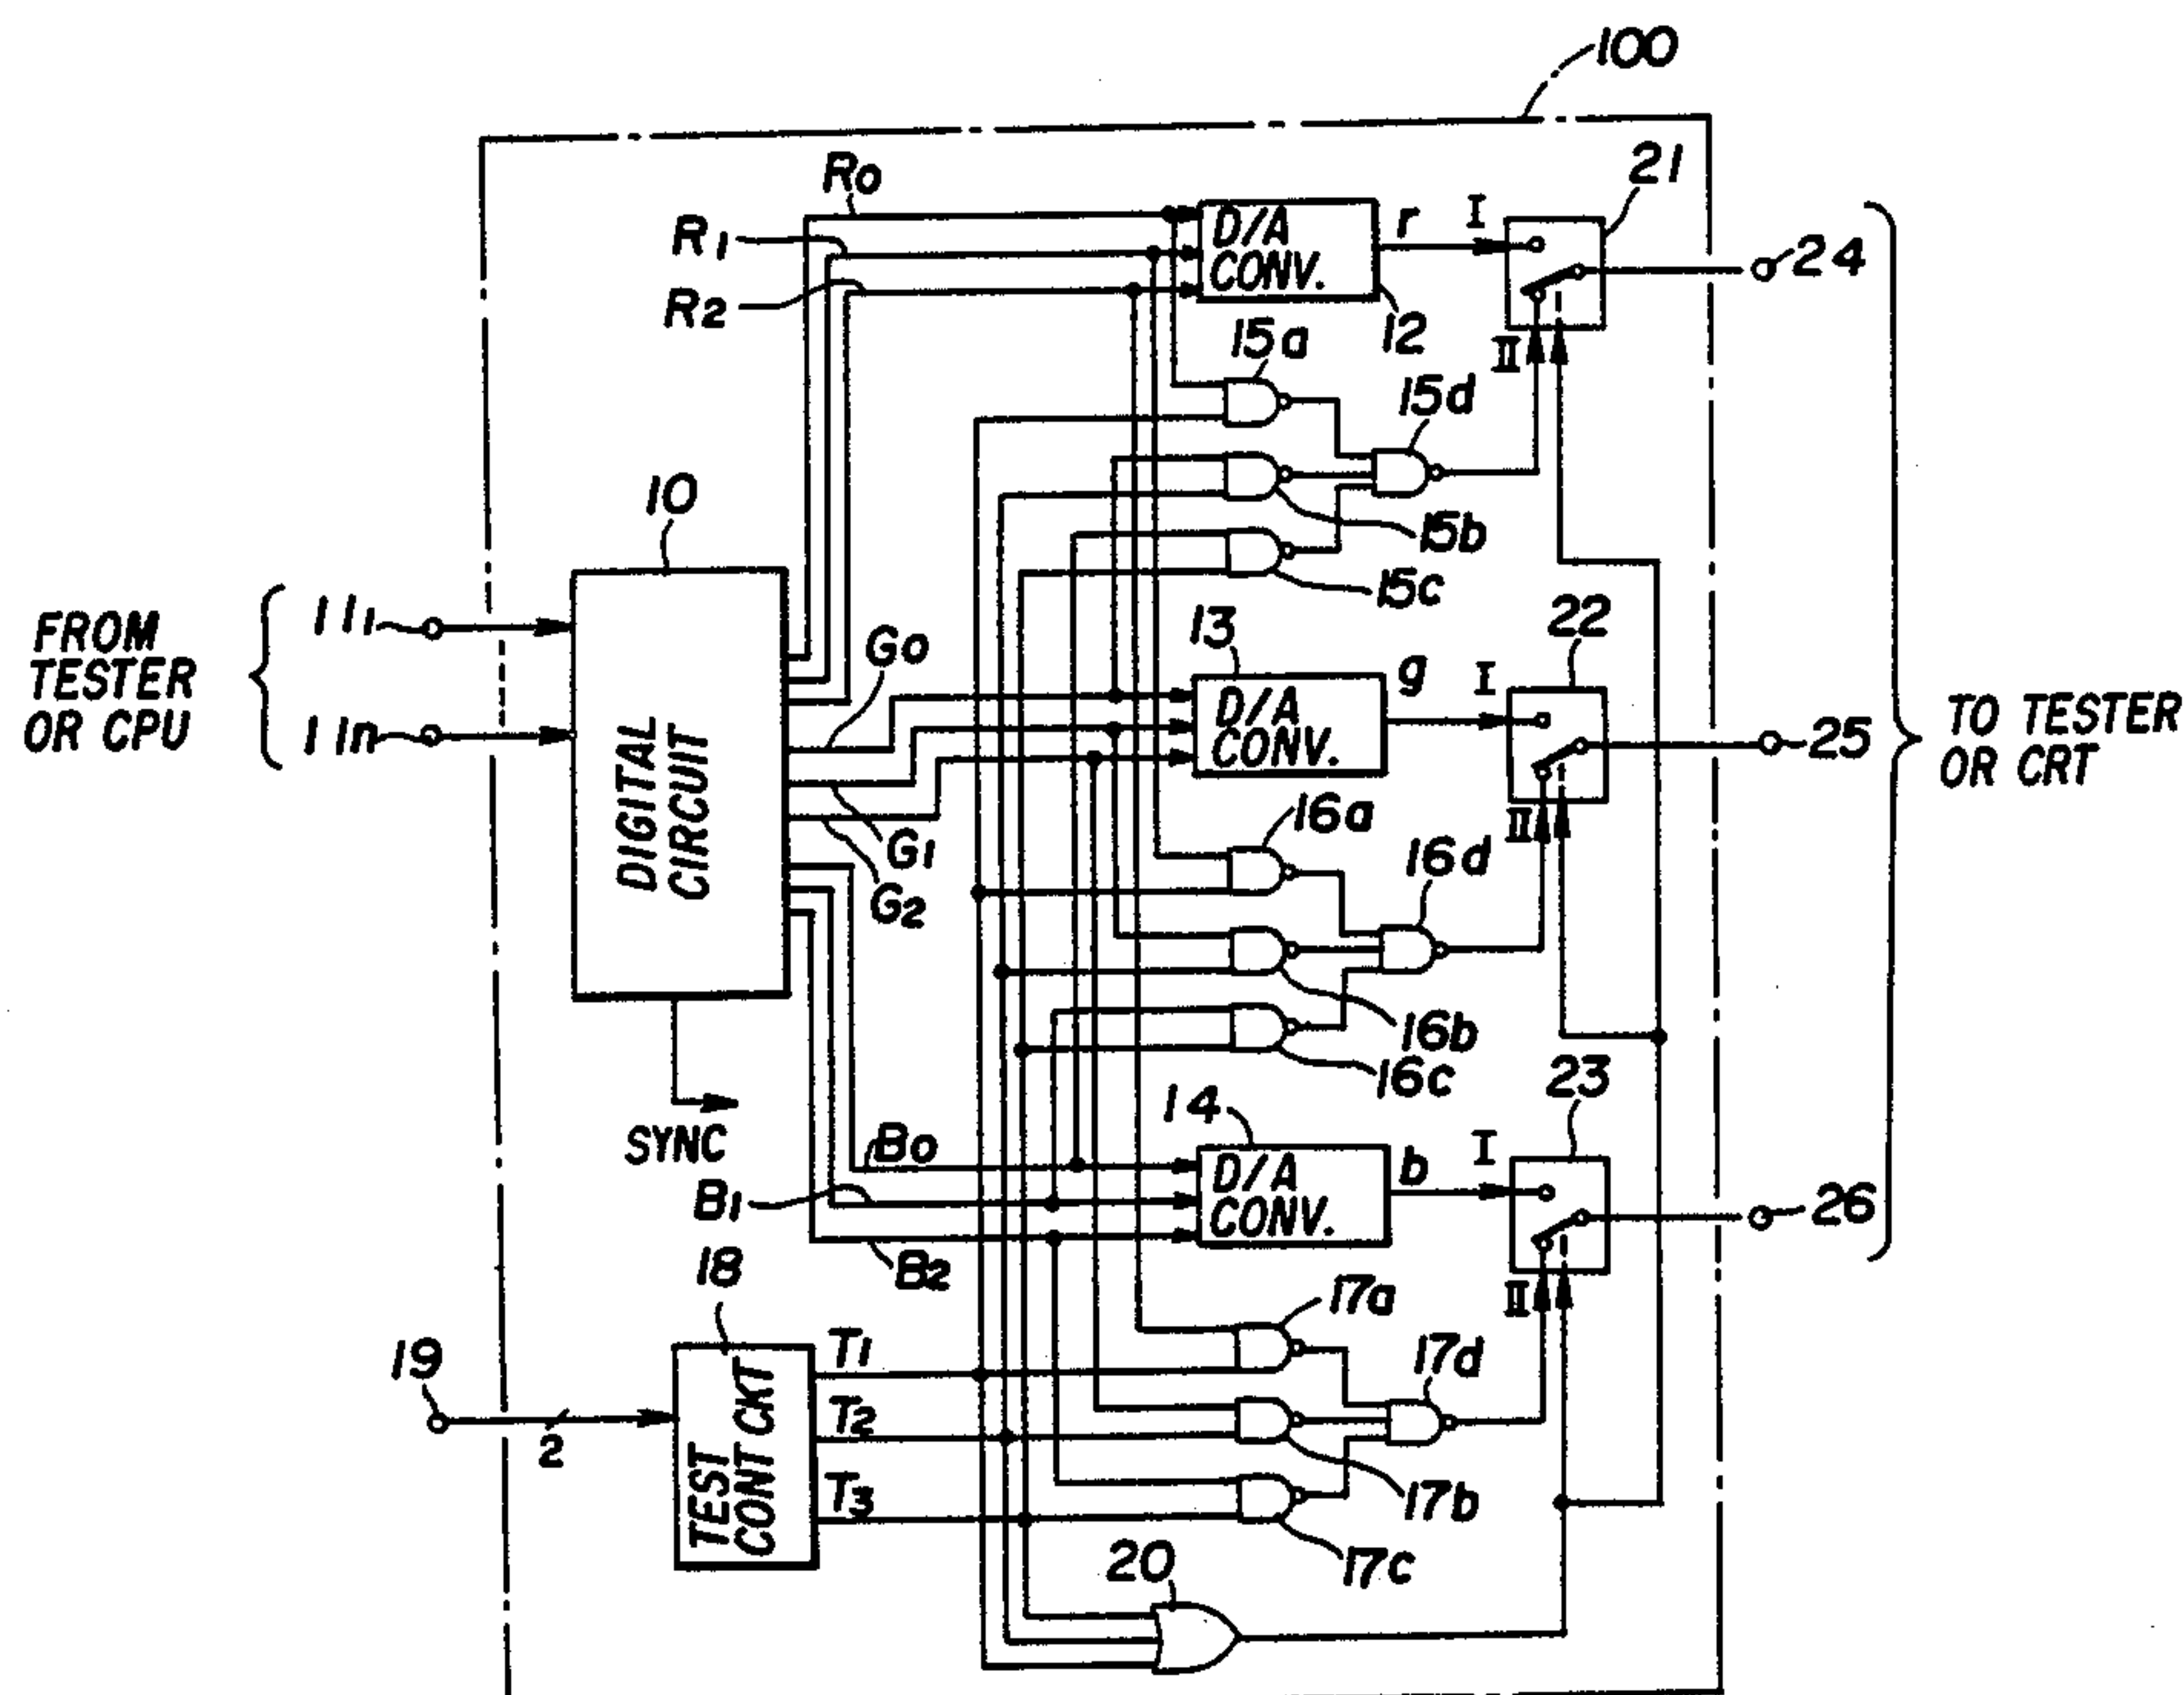 100
21
R0
R1
D/A
CONV.
r
I
24
R2
12
II
15a
15d
10
15b
15c
FROM
TESTER
OR CPU
111
11n
DIGITAL
CIRCUIT
G0
13
D/A
CONV.
g
I
22
25
TO TESTER
OR CRT
G1
G2
II
16a
16d
16b
16c
SYNC
B0
B1
B2
14
D/A
CONV.
b
I
23
26
II
18
19
2
TEST
CONT CKT
T1
T2
T3
17a
17d
17b
17c
20